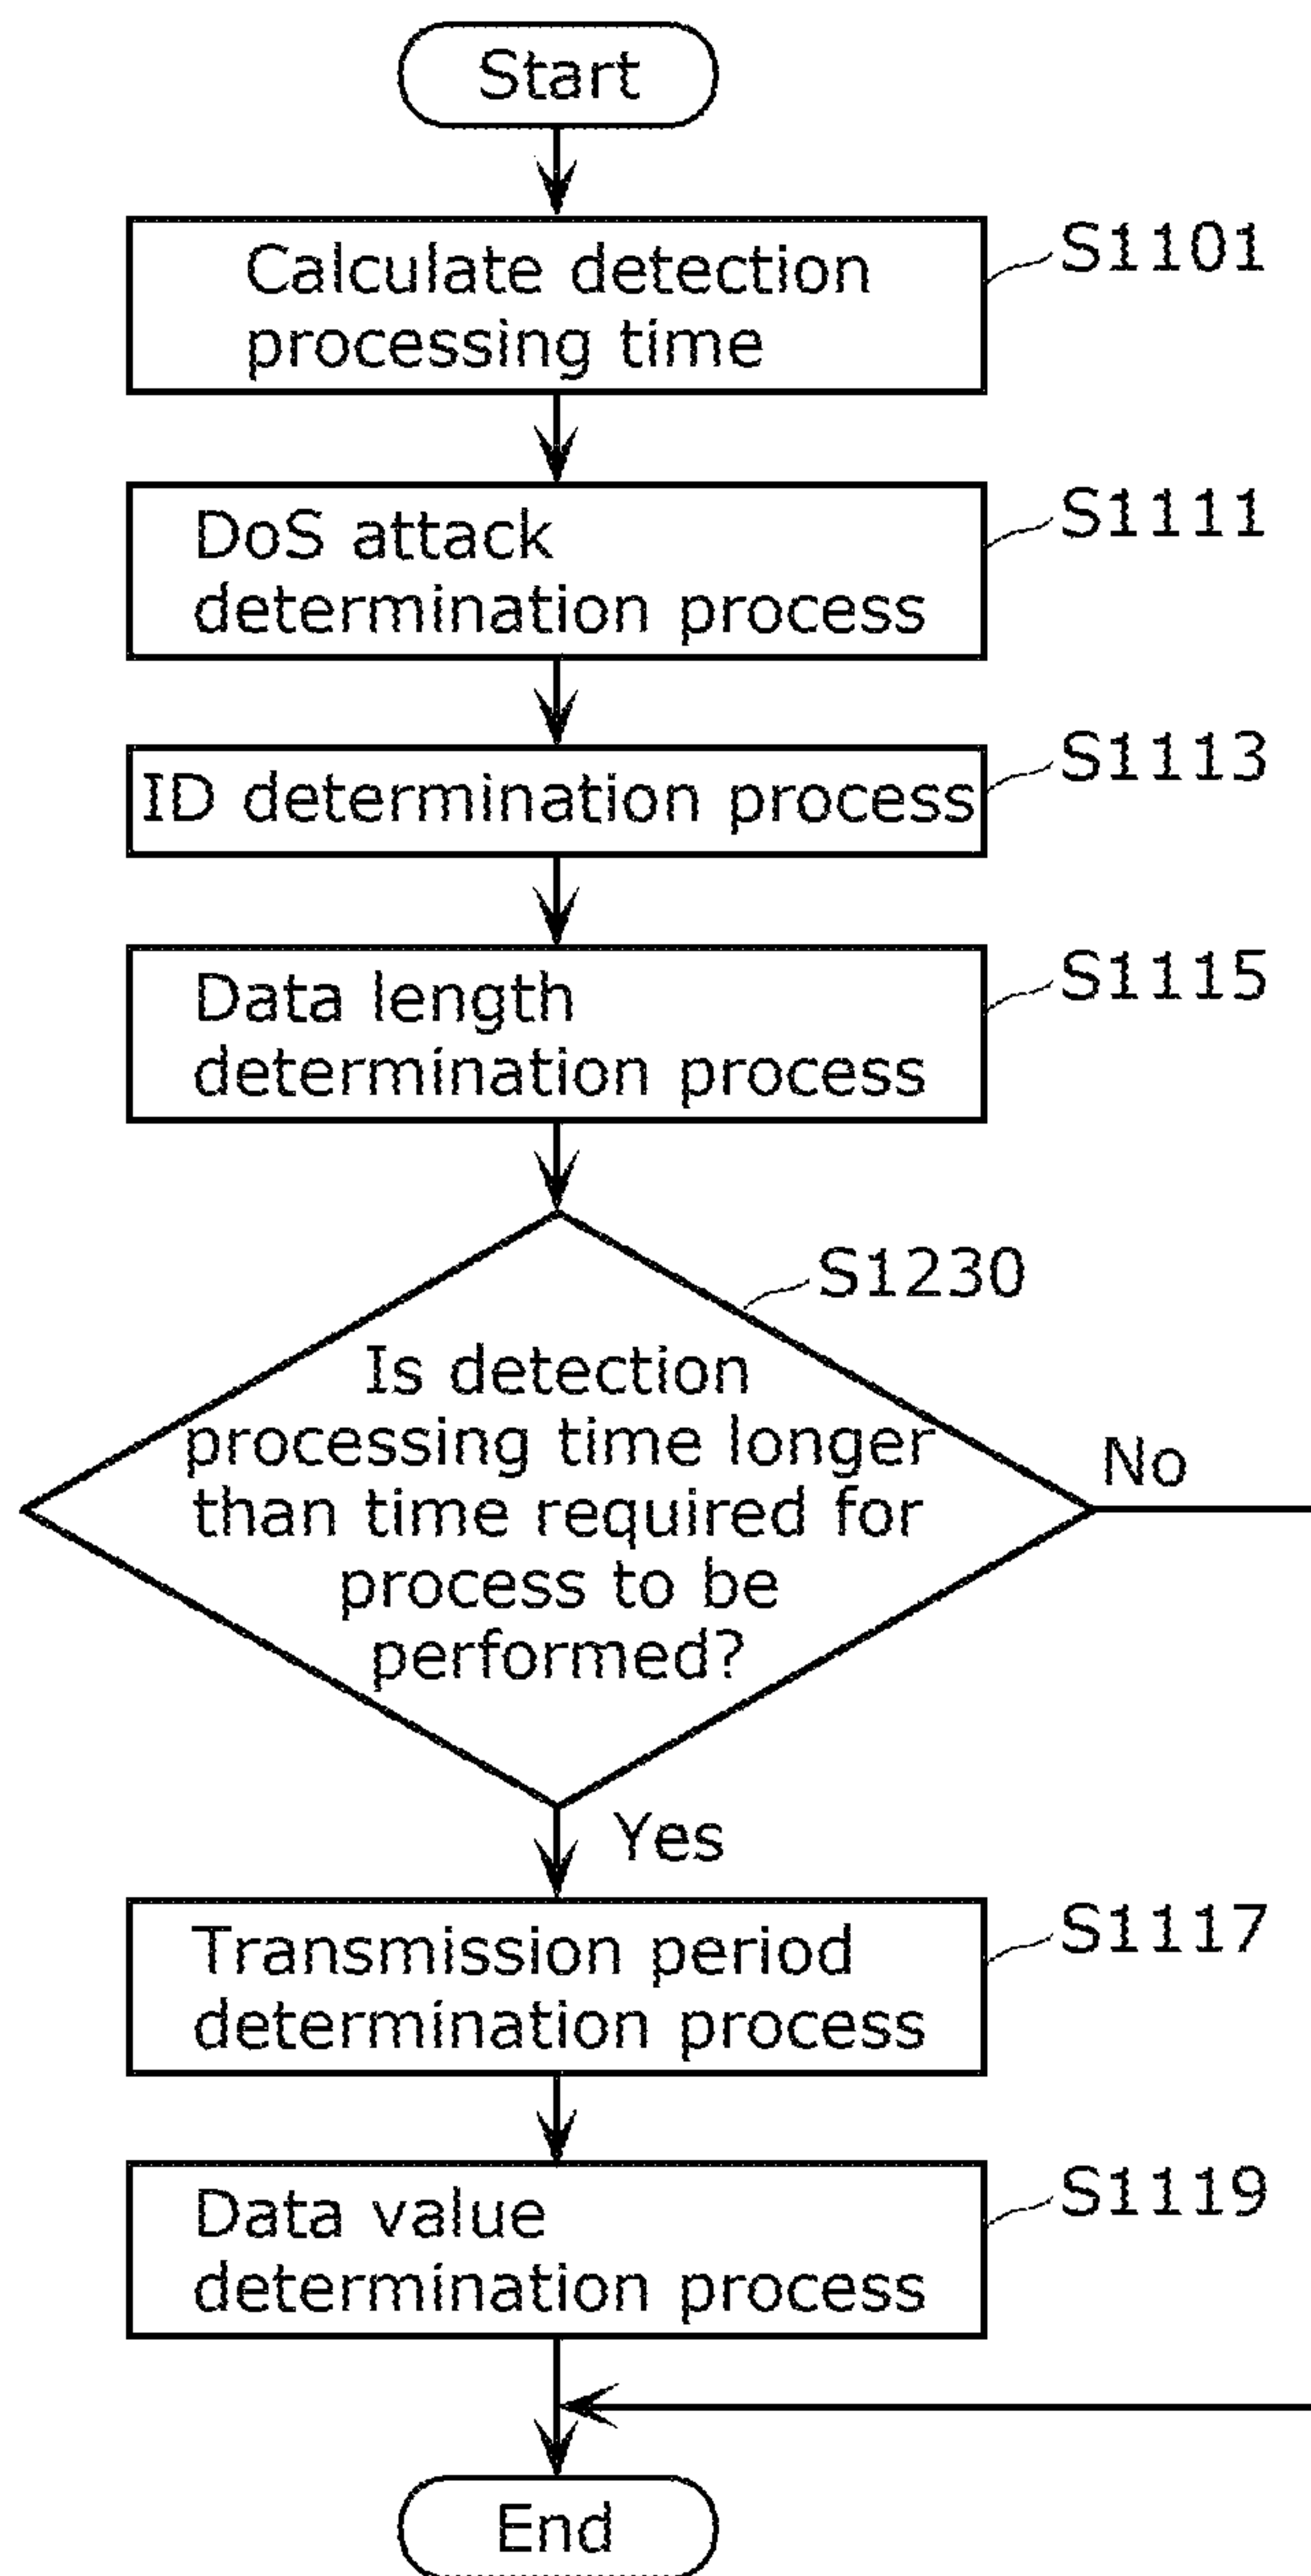 Start
Calculate detection
processing time
S1101
DoS attack
determination process
S1111
ID determination process
S1113
Data length
determination process
S1115
S1230
Is detection
processing time longer
than time required for
process to be
performed?
No
Yes
Transmission period
determination process
S1117
Data value
determination process
S1119
End